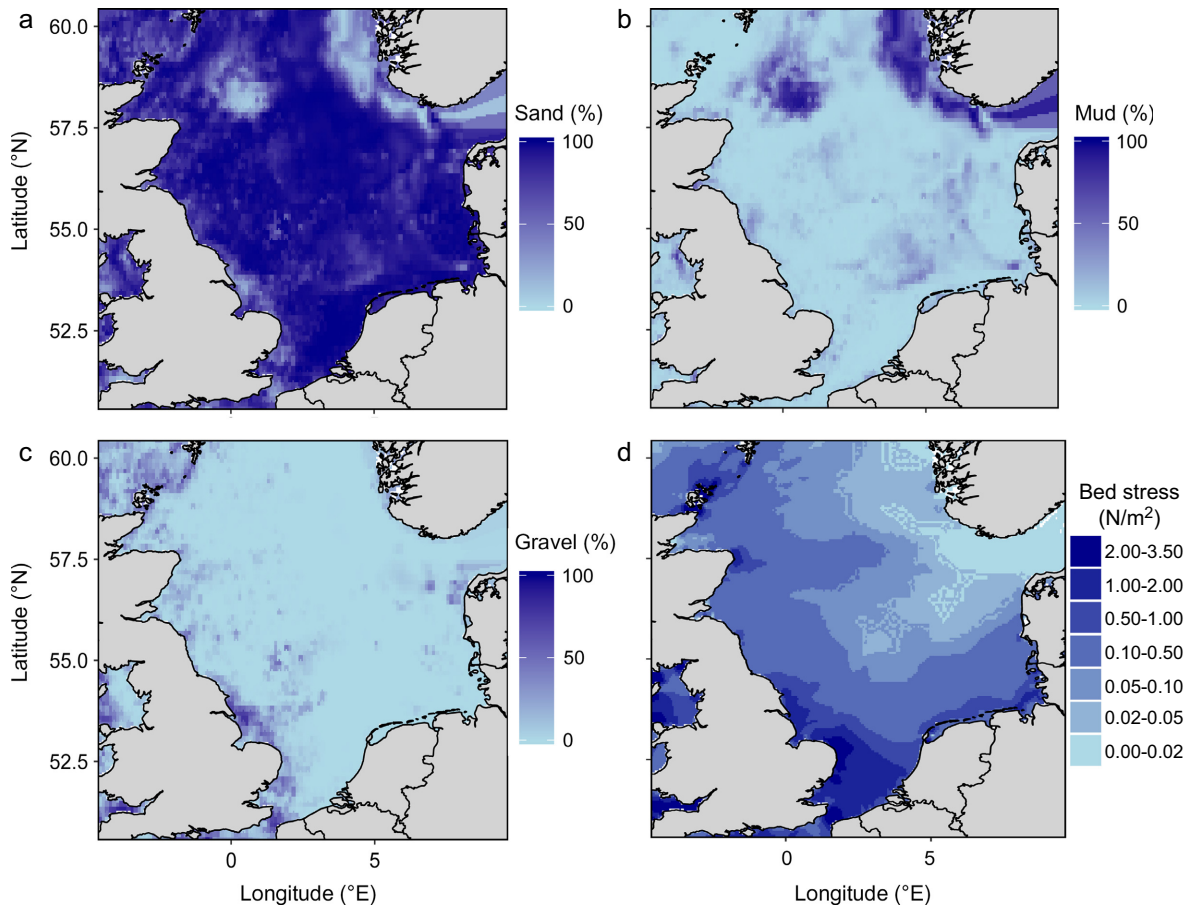 a
60.0
57.5
55.0
52.5
Latitude (°N)
Sand (%)
100
50
0
b
Mud (%)
100
50
0
0
5
c
60.0
57.5
55.0
52.5
Latitude (°N)
Gravel (%)
100
50
0
0
5
Longitude (°E)
d
Bed stress
(N/m²)
2.00-3.50
1.00-2.00
0.50-1.00
0.10-0.50
0.05-0.10
0.02-0.05
0.00-0.02
0
5
Longitude (°E)